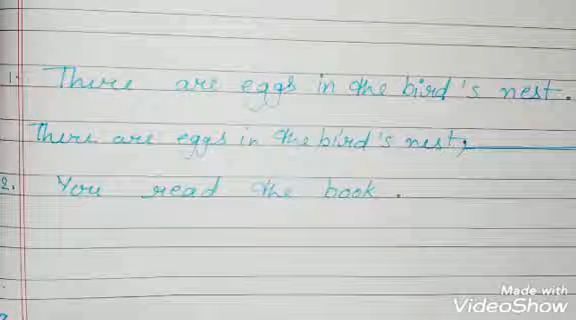 1. There are eggs in the bird's nest.
There are eggs in the bird's nest,
2. You read the book.
Made with
VideoShow